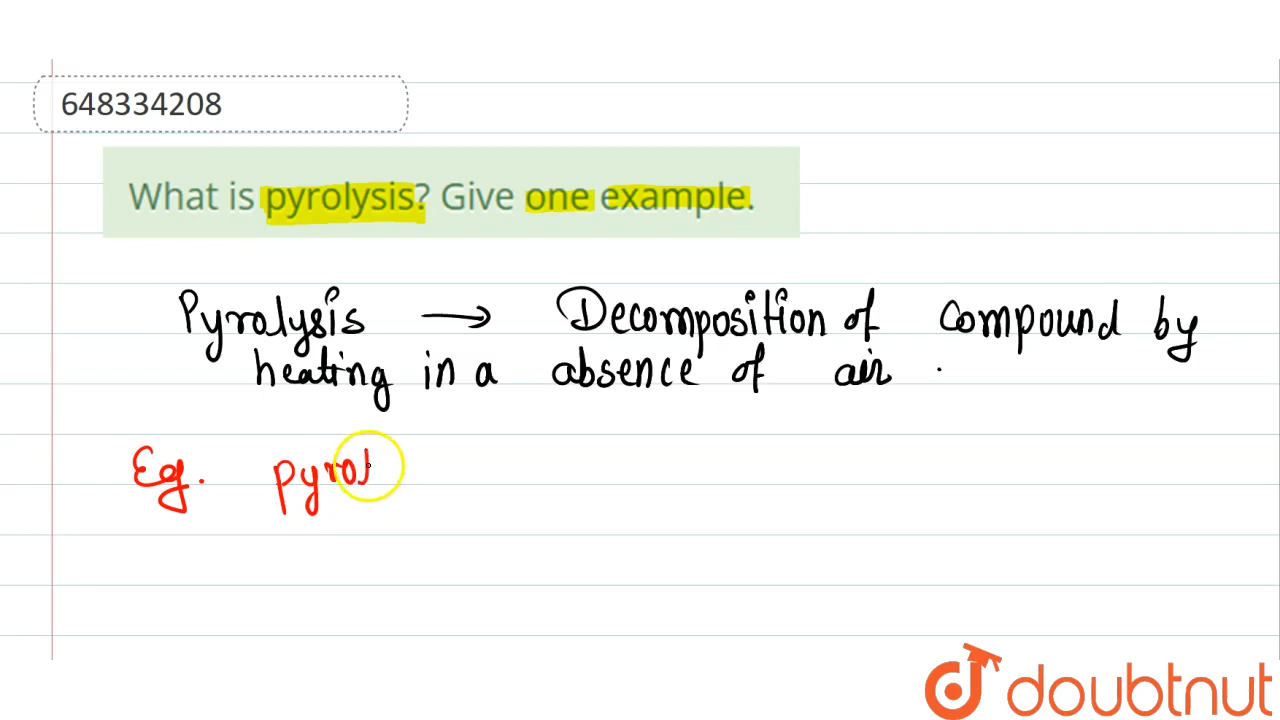 648334208
What is pyrolysis? Give one example.
Pyrolysis → Decomposition of compound by
heating in a absence of air .
Eg. Pyrol
doubtnut